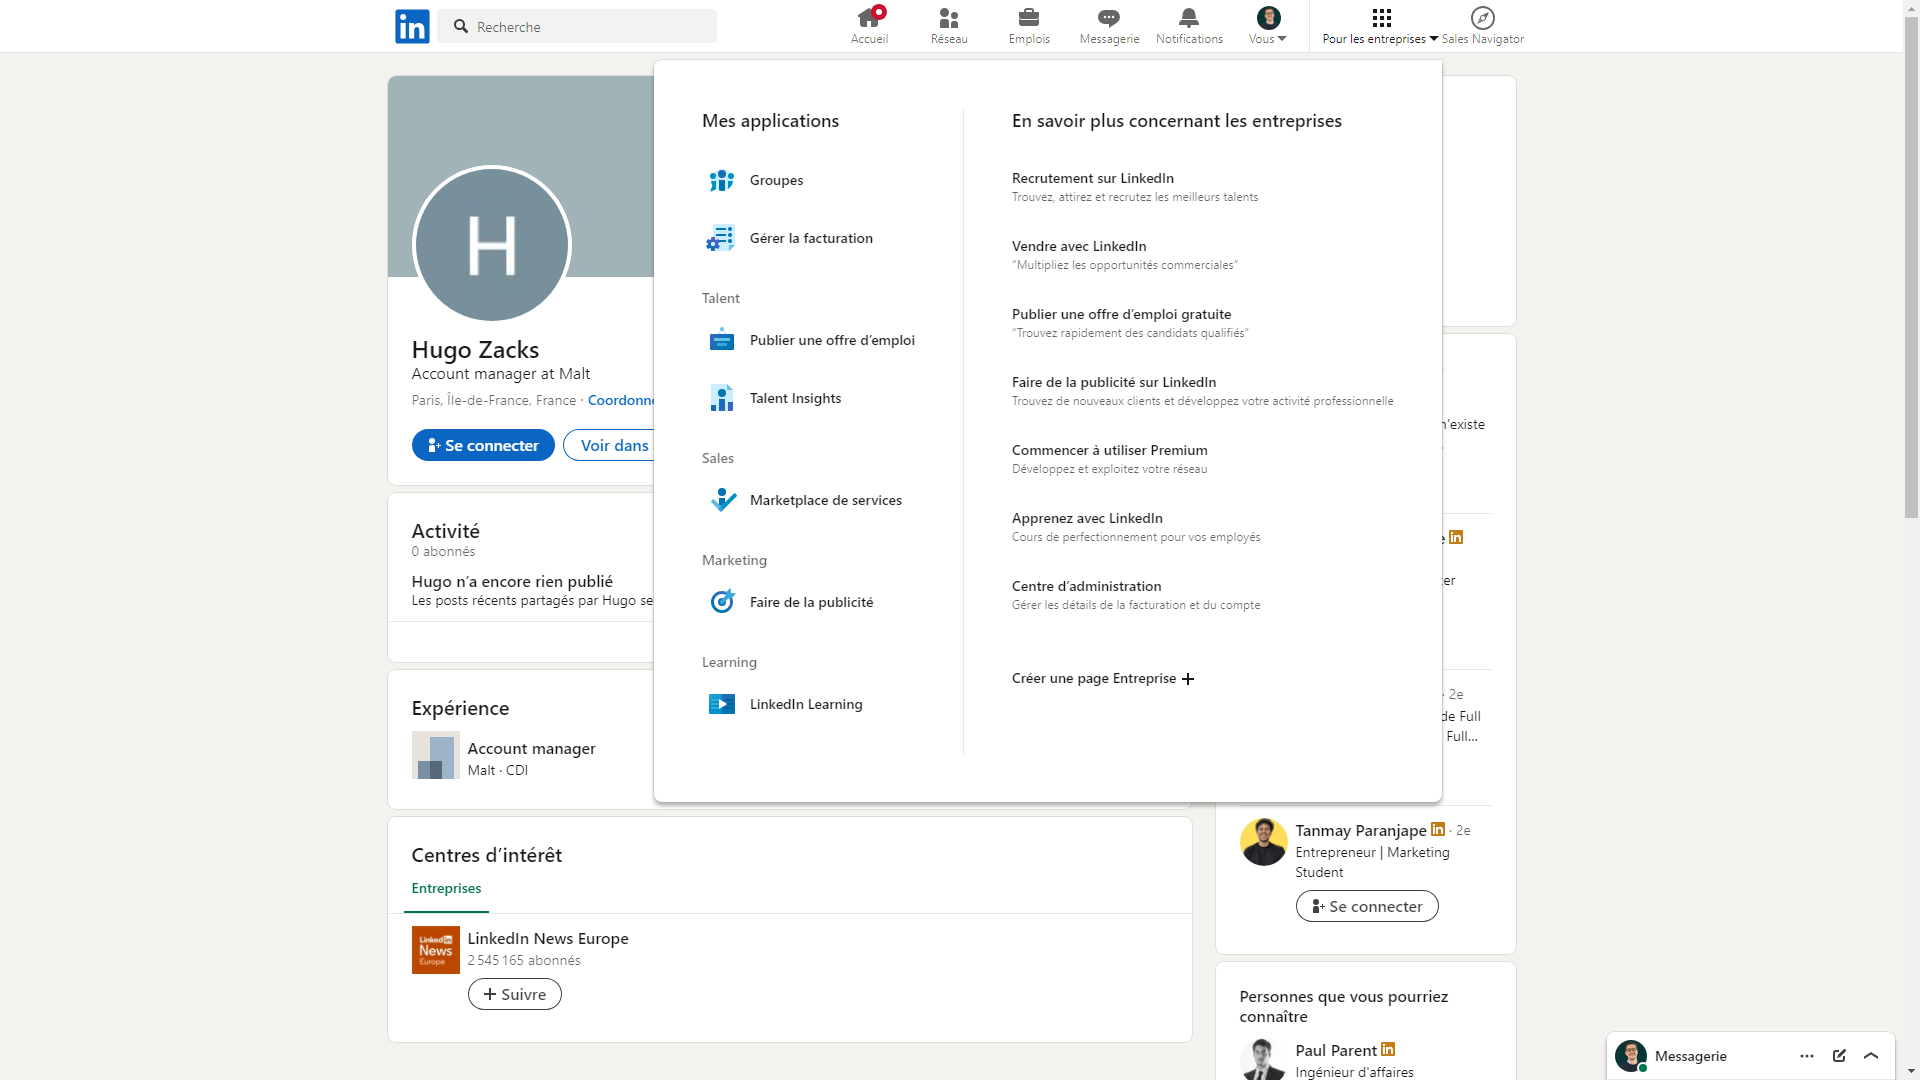 Recherche
Accueil
Réseau
Emplois
Messagerie
Notifications
Vous
Pour les entreprises
Sales Navigator
Mes applications
Groupes
Gérer la facturation
Talent
Publier une offre d’emploi
Talent Insights
Sales
Marketplace de services
Marketing
Faire de la publicité
Learning
LinkedIn Learning
En savoir plus concernant les entreprises
Recrutement sur LinkedIn
Trouvez, attirez et recrutez les meilleurs talents
Vendre avec LinkedIn
“Multipliez les opportunités commerciales”
Publier une offre d’emploi gratuite
“Trouvez rapidement des candidats qualifiés”
Faire de la publicité sur LinkedIn
Trouvez de nouveaux clients et développez votre activité professionnelle
Commencer à utiliser Premium
Développez et exploitez votre réseau
Apprenez avec LinkedIn
Cours de perfectionnement pour vos employés
Centre d’administration
Gérer les détails de la facturation et du compte
Créer une page Entreprise
H
Hugo Zacks
Account manager at Malt
Paris, Île-de-France, France · Coordonn
Se connecter
Voir dans
Activité
0 abonnés
Hugo n’a encore rien publié
Les posts récents partagés par Hugo se
Expérience
Account manager
Malt · CDI
Centres d’intérêt
Entreprises
LinkedIn
News
Europe
LinkedIn News Europe
2 545 165 abonnés
Suivre
n'existe
in
er
· 2e
de Full
Full...
Tanmay Paranjape in · 2e
Entrepreneur | Marketing
Student
Se connecter
Personnes que vous pourriez
connaître
Paul Parent in
Ingénieur d'affaires
Messagerie